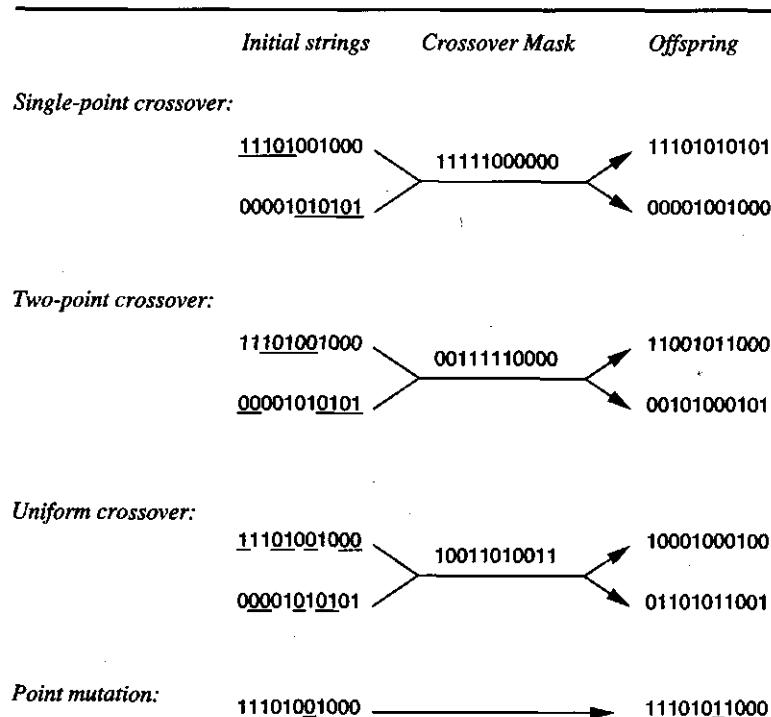 Initial strings Crossover Mask Offspring
Single-point crossover:
11101001000 11111000000 11101010101
00001010101 00001001000
Two-point crossover:
11101001000 00111110000 11001011000
00001010101 00101000101
Uniform crossover:
11101001000 10011010011 10001000100
00001010101 01101011001
Point mutation:
11101001000 11101011000